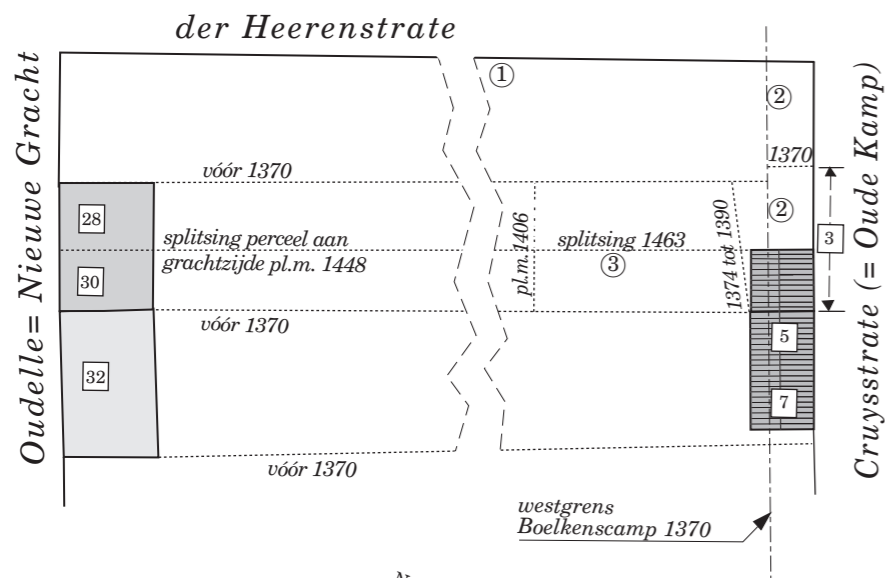 der Heerenstrate
Oudelle= Nieuwe Gracht
Cruysstrate (= Oude Kamp)
1
2
1370
vóór 1370
28
2
3
splitsing perceel aan
grachtzijde pl.m. 1448
pl.m.1406
splitsing 1463
3
1374 tot 1390
30
vóór 1370
5
32
7
vóór 1370
westgrens
Boelkenscamp 1370
N